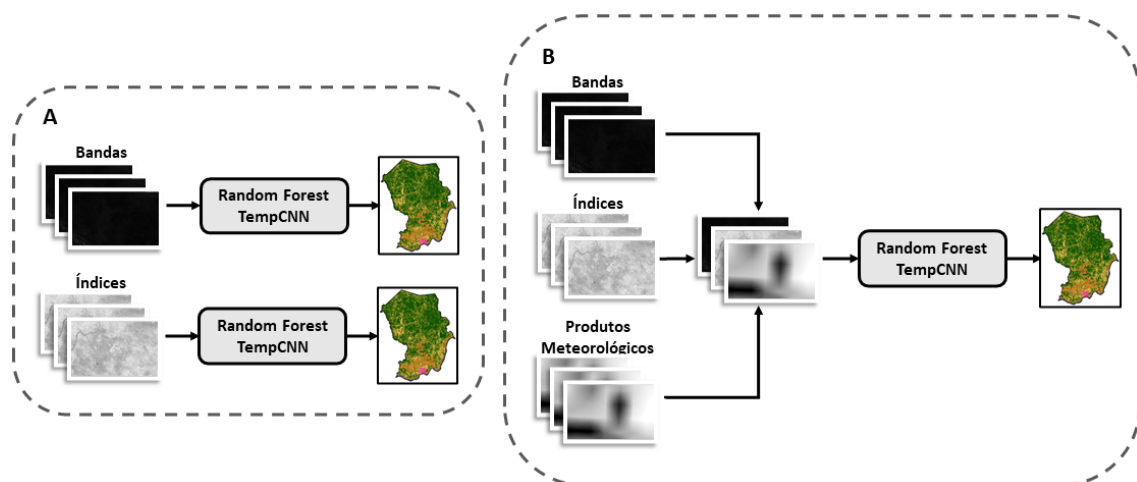 A
Bandas
Random Forest
TempCNN
Índices
Random Forest
TempCNN
B
Bandas
Índices
Produtos
Meteorológicos
Random Forest
TempCNN